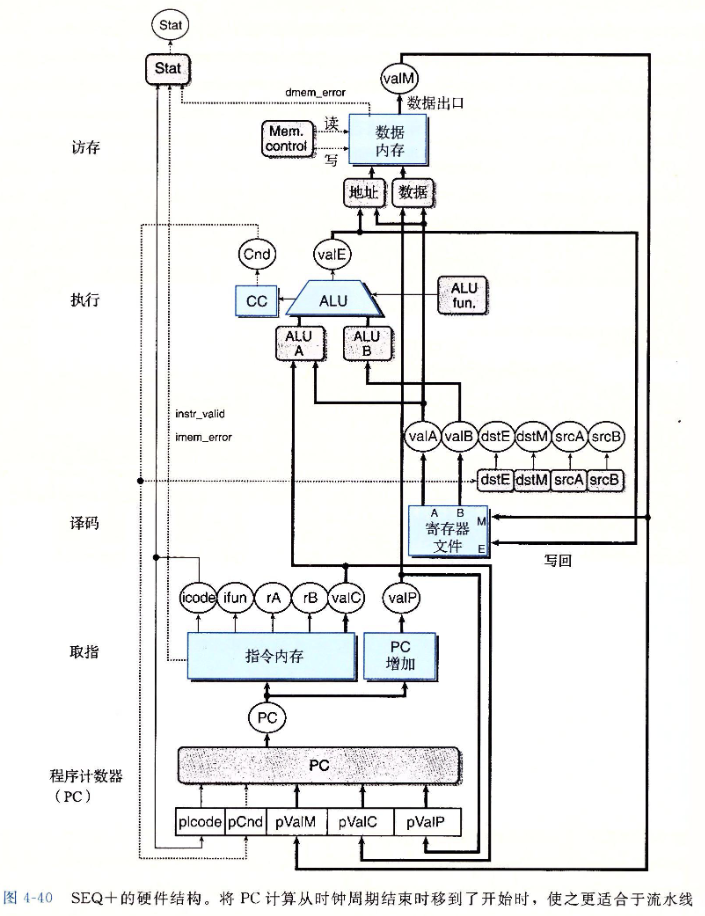 Stat
Stat
valM
dmem_error
数据出口
访存
Mem. control
读
写
数据内存
地址
数据
Cnd
valE
执行
CC
ALU
ALU fun.
ALU A
ALU B
instr_valid
imem_error
valA valB dstE dstM srcA srcB
dstE dstM srcA srcB
译码
A B M
寄存器文件
E
写回
icode ifun rA rB valC valP
取指
指令内存
PC增加
PC
程序计数器
(PC)
PC
pIcode pCnd pValM pValC pValP
图 4-40 SEQ+的硬件结构。将 PC 计算从时钟周期结束时移到了开始时，使之更适合于流水线